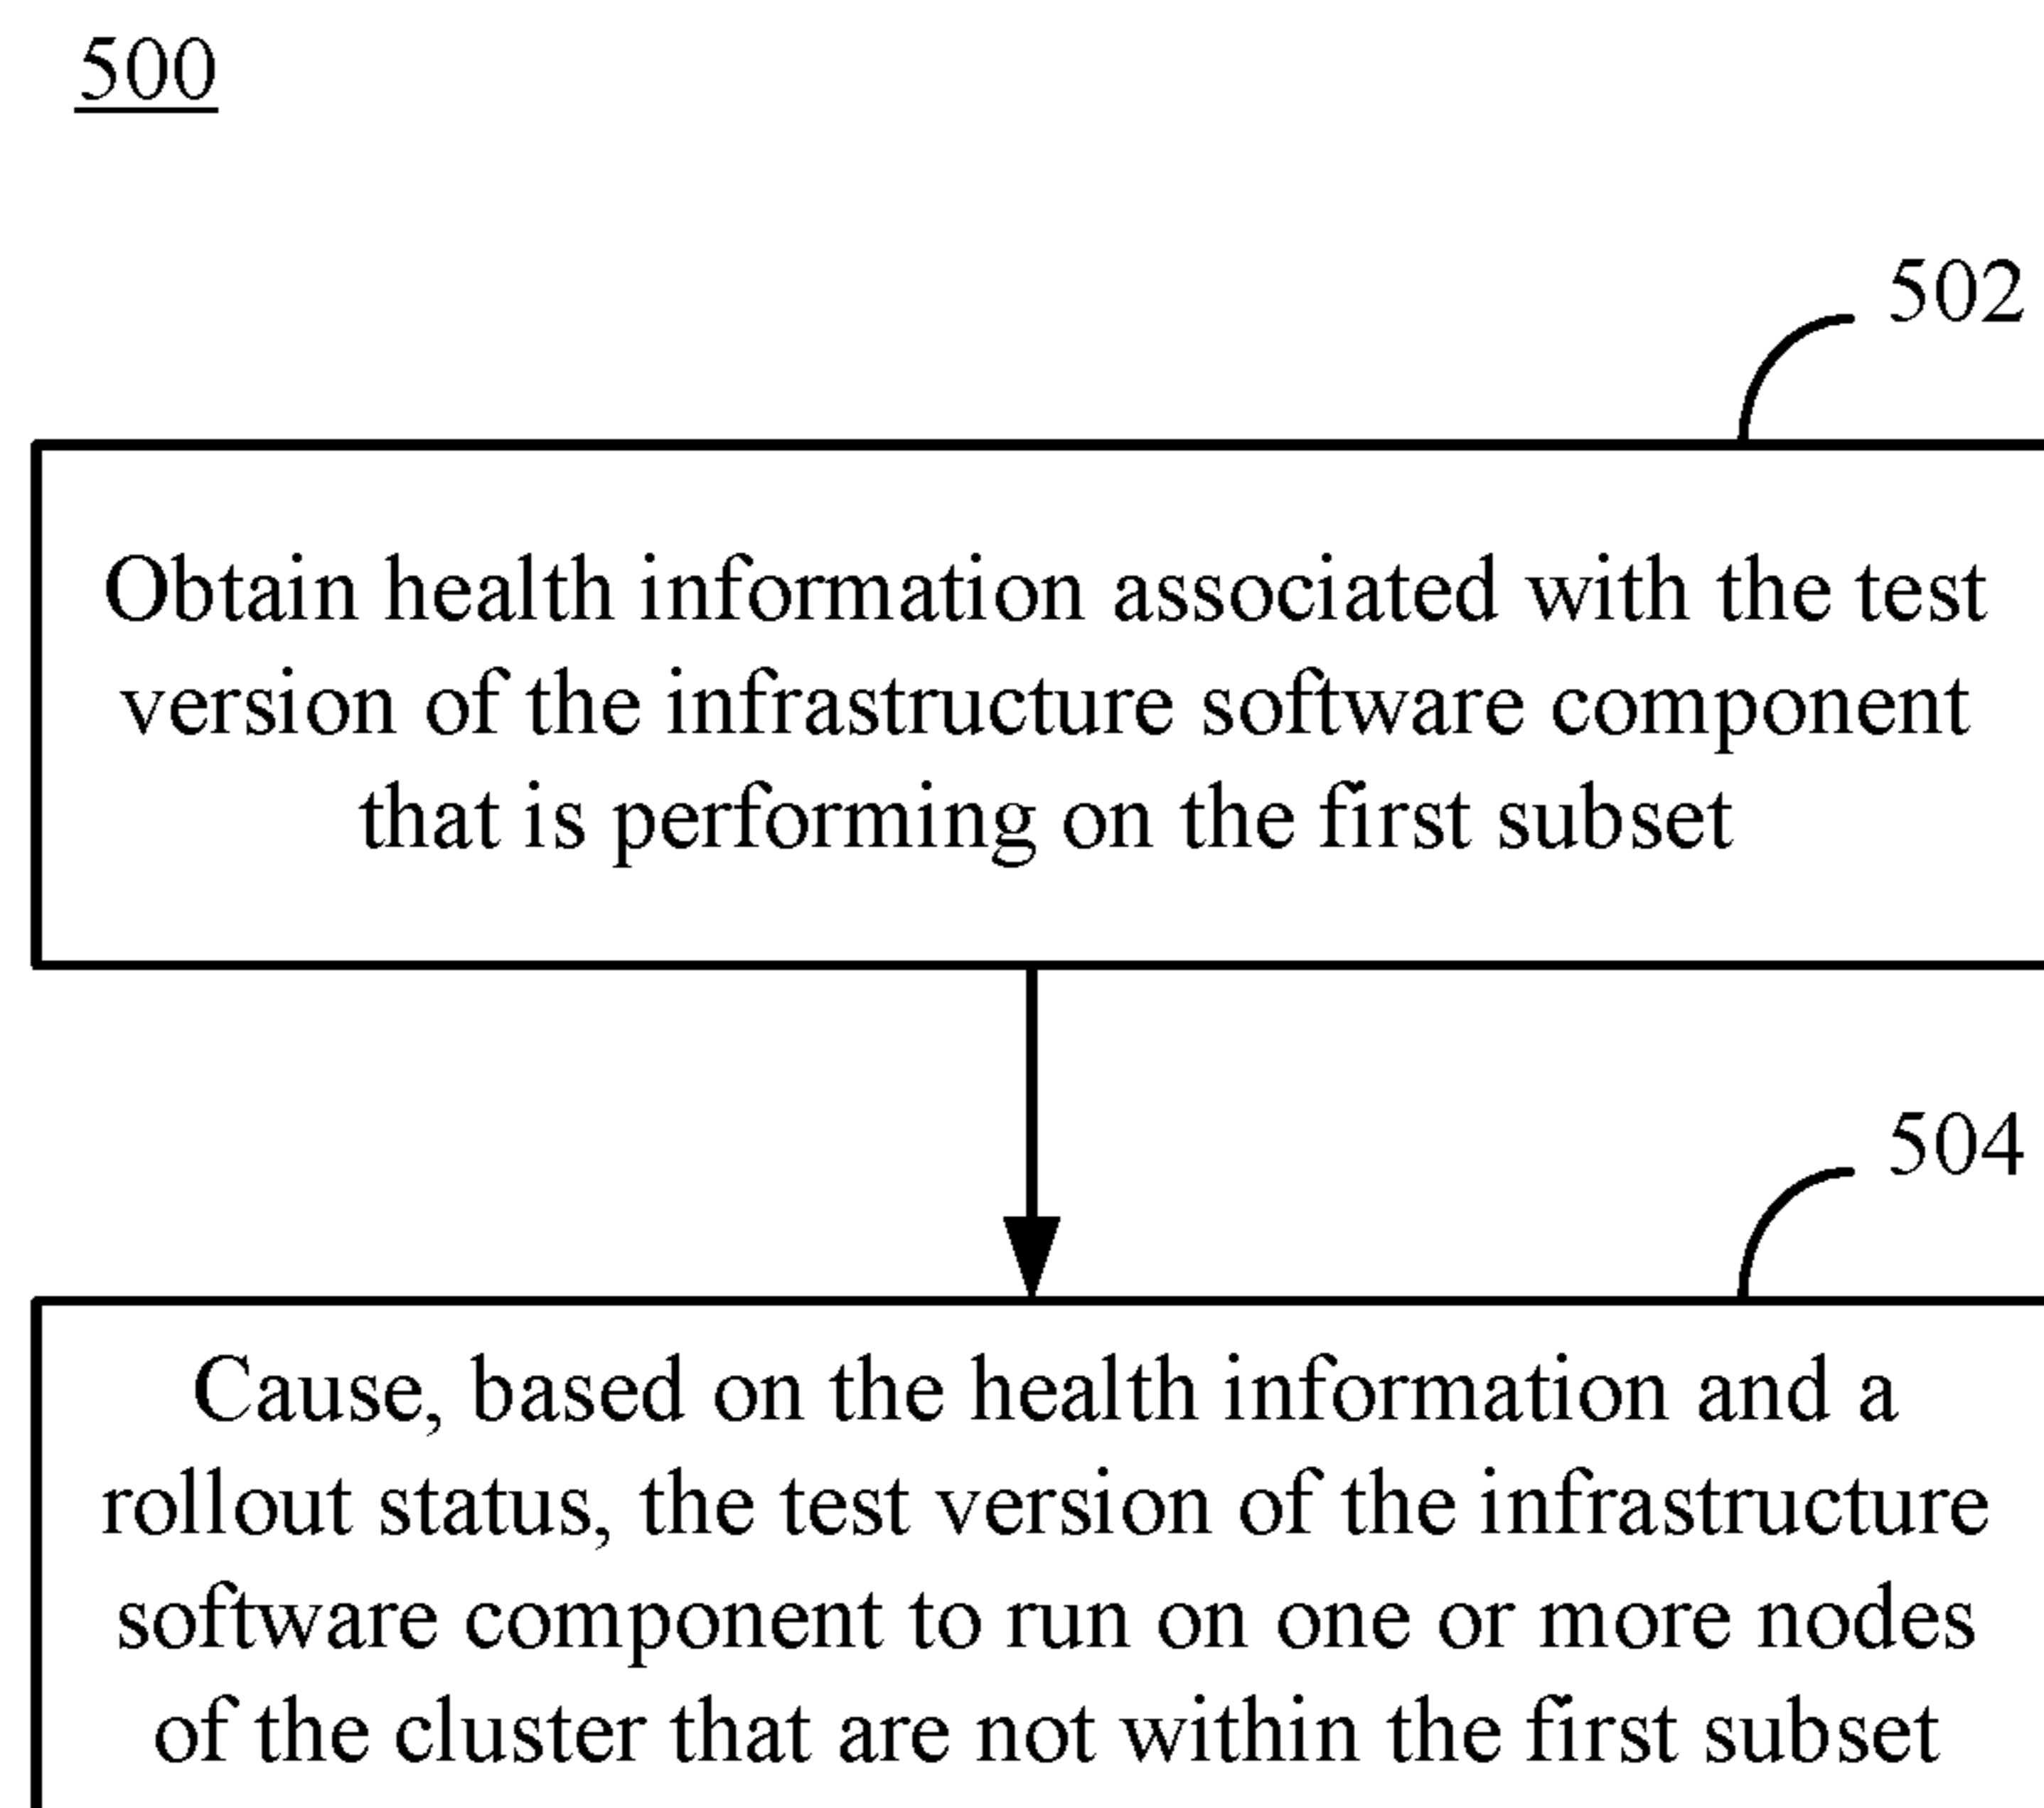 500
502
Obtain health information associated with the test
version of the infrastructure software component
that is performing on the first subset
504
Cause, based on the health information and a
rollout status, the test version of the infrastructure
software component to run on one or more nodes
of the cluster that are not within the first subset